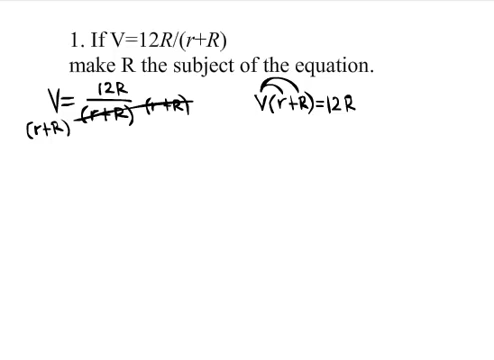 1. If V=12R/(r+R)
make R the subject of the equation.
V= 12R/(r+R) (r+R)
(r+R)
V(r+R)=12R